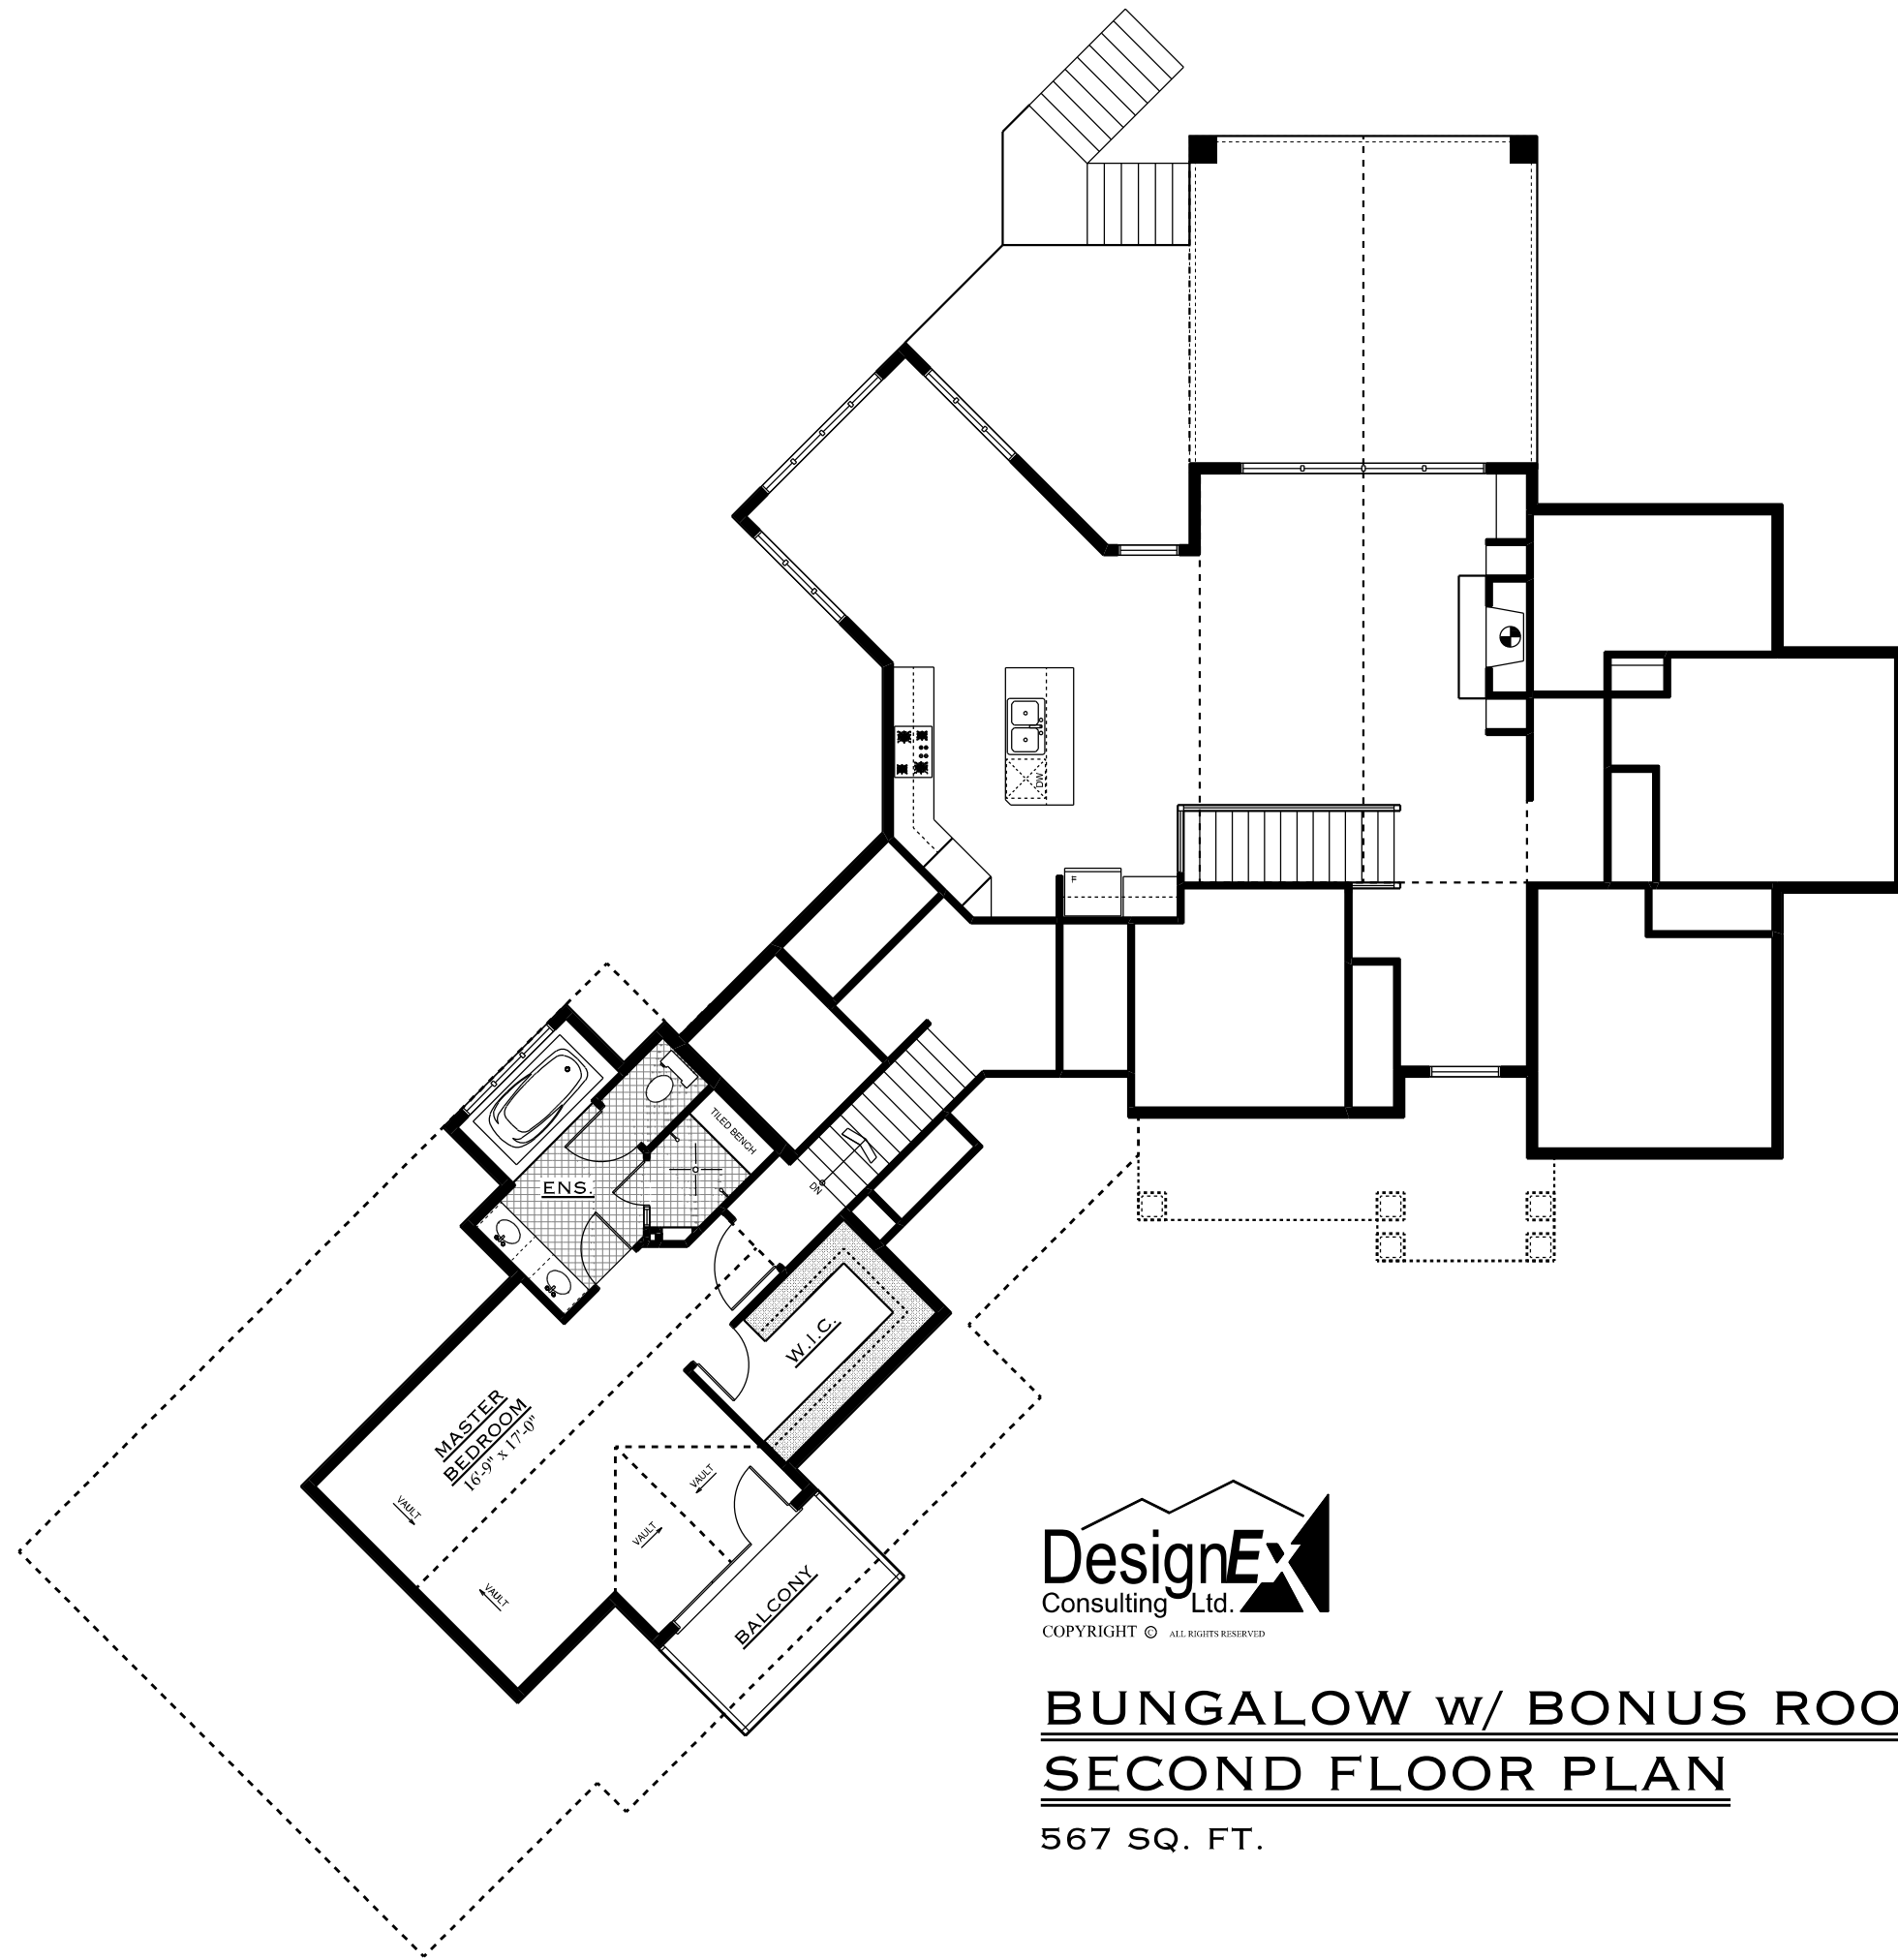 DW
F
TILED BENCH
ENS.
DN
W.I.C.
MASTER
BEDROOM
16'-9" x 17'-0"
VAULT
VAULT
VAULT
VAULT
BALCONY
DesignEx
Consulting Ltd.
COPYRIGHT © ALL RIGHTS RESERVED
BUNGALOW w/ BONUS ROO
SECOND FLOOR PLAN
567 SQ. FT.